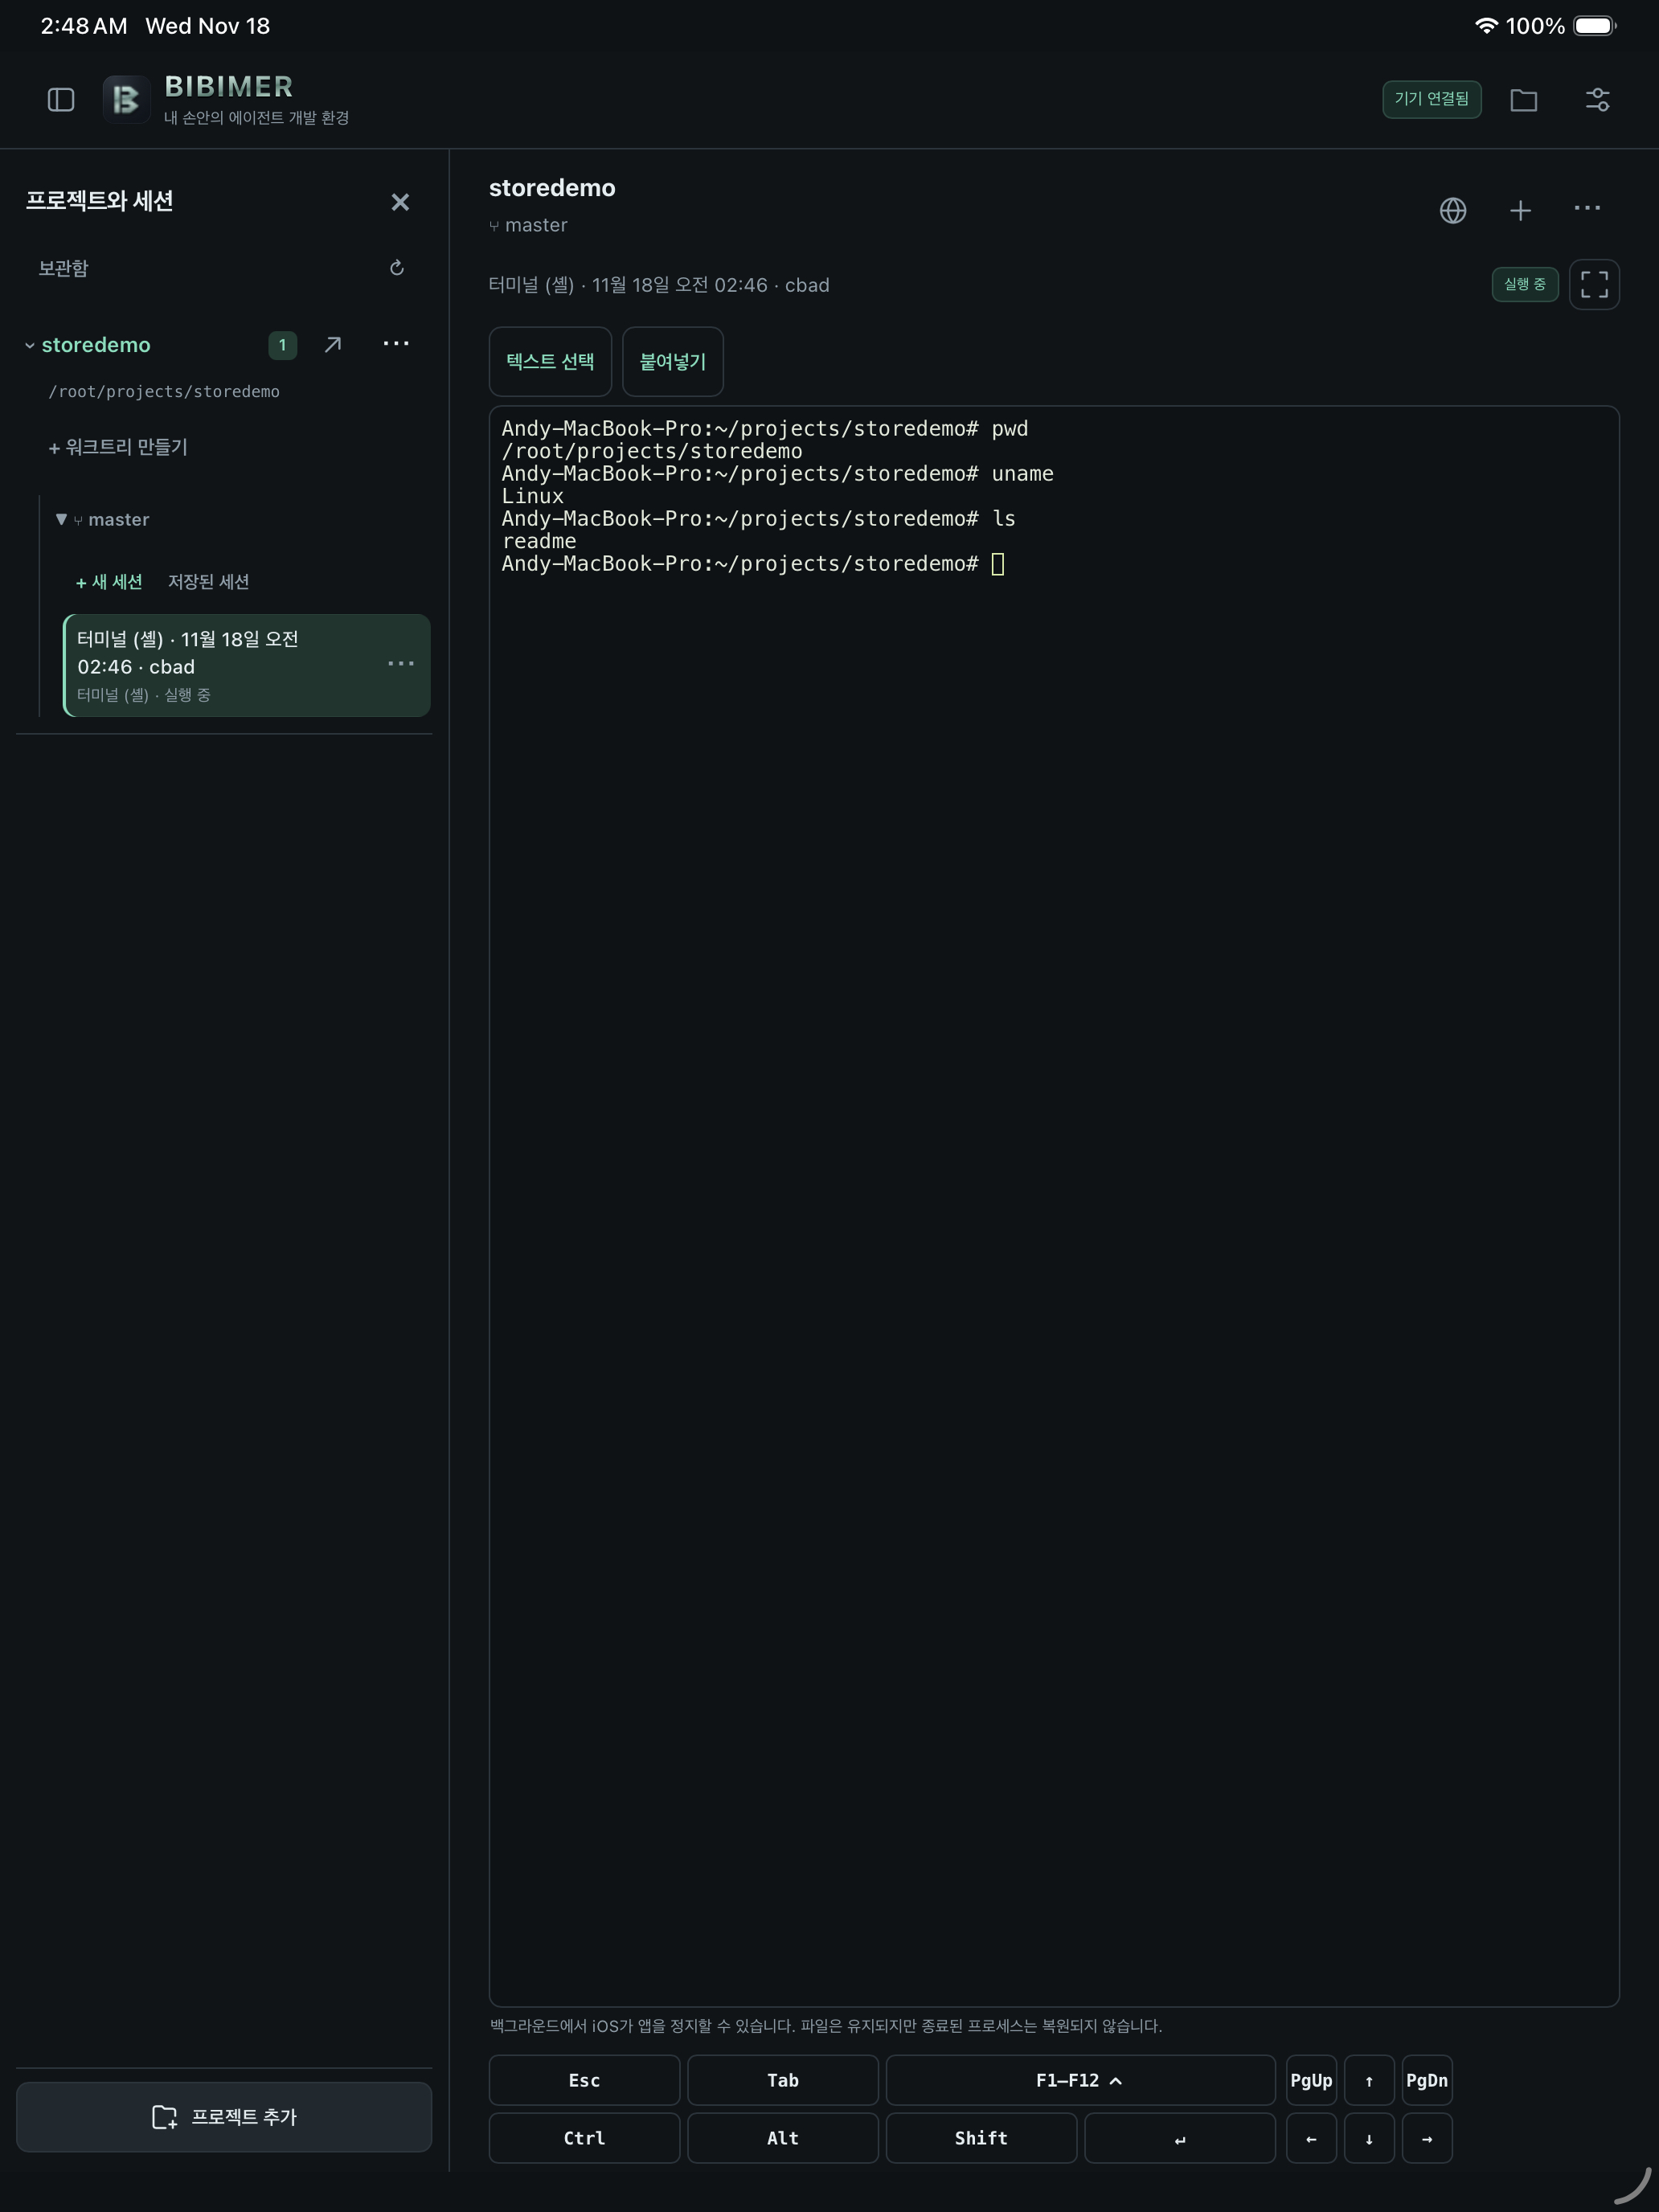 2:48 AM Wed Nov 18
100%
BIBIMER
내 손안의 에이전트 개발 환경
기기 연결됨
프로젝트와 세션
보관함
storedemo
1
/root/projects/storedemo
+ 워크트리 만들기
master
+ 새 세션 저장된 세션
터미널 (셸) · 11월 18일 오전
02:46 · cbad
터미널 (셸) · 실행 중
프로젝트 추가
storedemo
master
터미널 (셸) · 11월 18일 오전 02:46 · cbad
실행 중
텍스트 선택
붙여넣기
Andy-MacBook-Pro:~/projects/storedemo# pwd
/root/projects/storedemo
Andy-MacBook-Pro:~/projects/storedemo# uname
Linux
Andy-MacBook-Pro:~/projects/storedemo# ls
readme
Andy-MacBook-Pro:~/projects/storedemo#
백그라운드에서 iOS가 앱을 정지할 수 있습니다. 파일은 유지되지만 종료된 프로세스는 복원되지 않습니다.
Esc Tab F1–F12 PgUp ↑ PgDn
Ctrl Alt Shift ↵ ← ↓ →